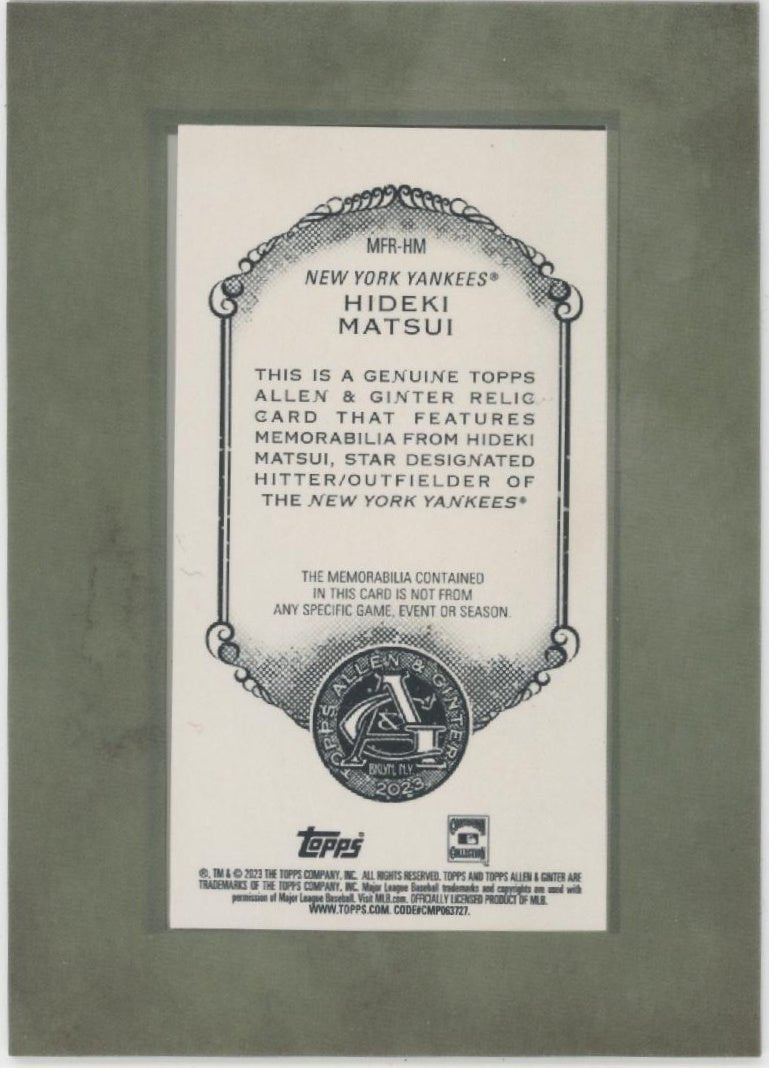 MFR-HM
NEW YORK YANKEES®
HIDEKI
MATSUI
THIS IS A GENUINE TOPPS
ALLEN & GINTER RELIC
CARD THAT FEATURES
MEMORABILIA FROM HIDEKI
MATSUI, STAR DESIGNATED
HITTER/OUTFIELDER OF
THE NEW YORK YANKEES®
THE MEMORABILIA CONTAINED
IN THIS CARD IS NOT FROM
ANY SPECIFIC GAME, EVENT OR SEASON.
TOPPS ALLEN & GINTER
A&G
BKLYN, N.Y.
2023
topps®
COOPERSTOWN
COLLECTION
®, TM & © 2023 THE TOPPS COMPANY, INC. ALL RIGHTS RESERVED. TOPPS AND TOPPS ALLEN & GINTER ARE
TRADEMARKS OF THE TOPPS COMPANY, INC. Major League Baseball trademarks and copyrights are used with
permission of Major League Baseball. Visit MLB.com. OFFICIALLY LICENSED PRODUCT OF MLB.
WWW.TOPPS.COM. CODE#CMP063727.